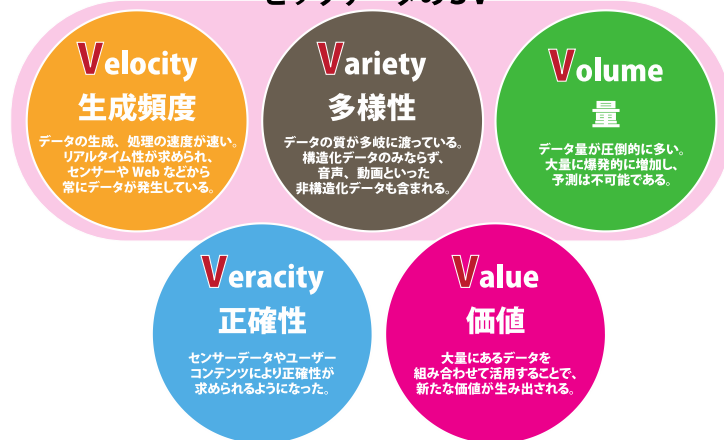 ビッグデータの5V
Velocity
生成頻度
データの生成、処理の速度が速い。
リアルタイム性が求められ、
センサーや Web などから
常にデータが発生している。
Variety
多様性
データの質が多岐に渡っている。
構造化データのみならず、
音声、動画といった
非構造化データも含まれる。
Volume
量
データ量が圧倒的に多い。
大量に爆発的に増加し、
予測は不可能である。
Veracity
正確性
センサーデータやユーザー
コンテンツにより正確性が
求められるようになった。
Value
価値
大量にあるデータを
組み合わせて活用することで、
新たな価値が生み出される。